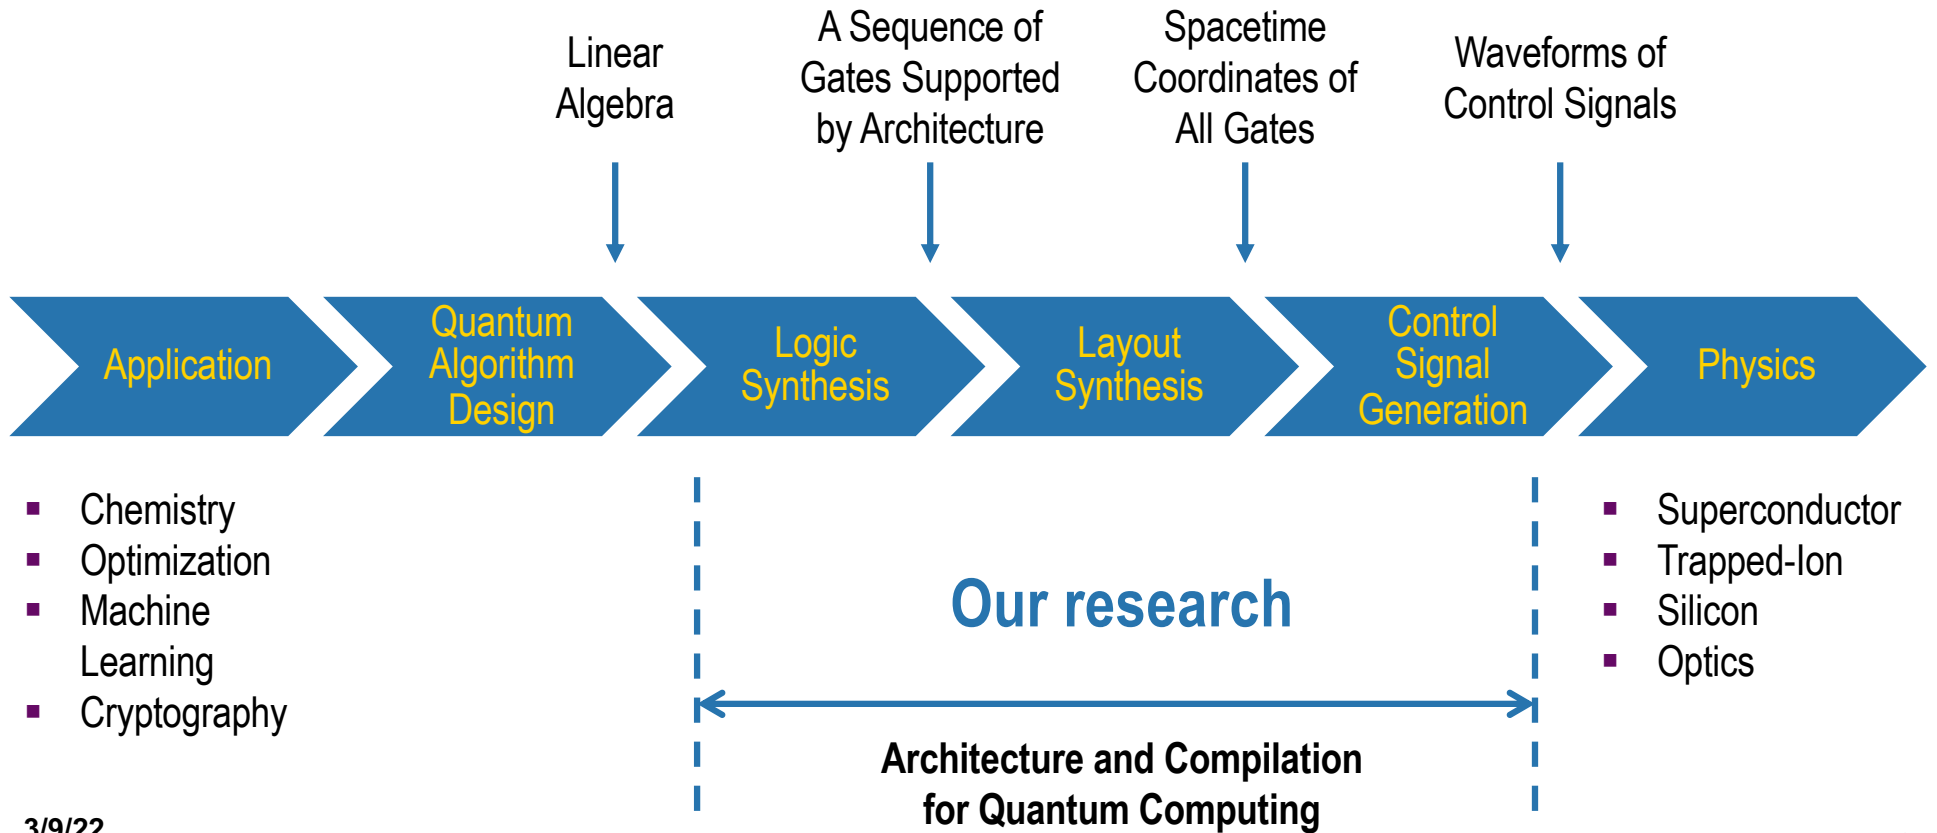 Linear
Algebra
A Sequence of
Gates Supported
by Architecture
Spacetime
Coordinates of
All Gates
Waveforms of
Control Signals
Application
Quantum
Algorithm
Design
Logic
Synthesis
Layout
Synthesis
Control
Signal
Generation
Physics
Chemistry
Optimization
Machine
Learning
Cryptography
Our research
Architecture and Compilation
for Quantum Computing
Superconductor
Trapped-Ion
Silicon
Optics
3/9/22